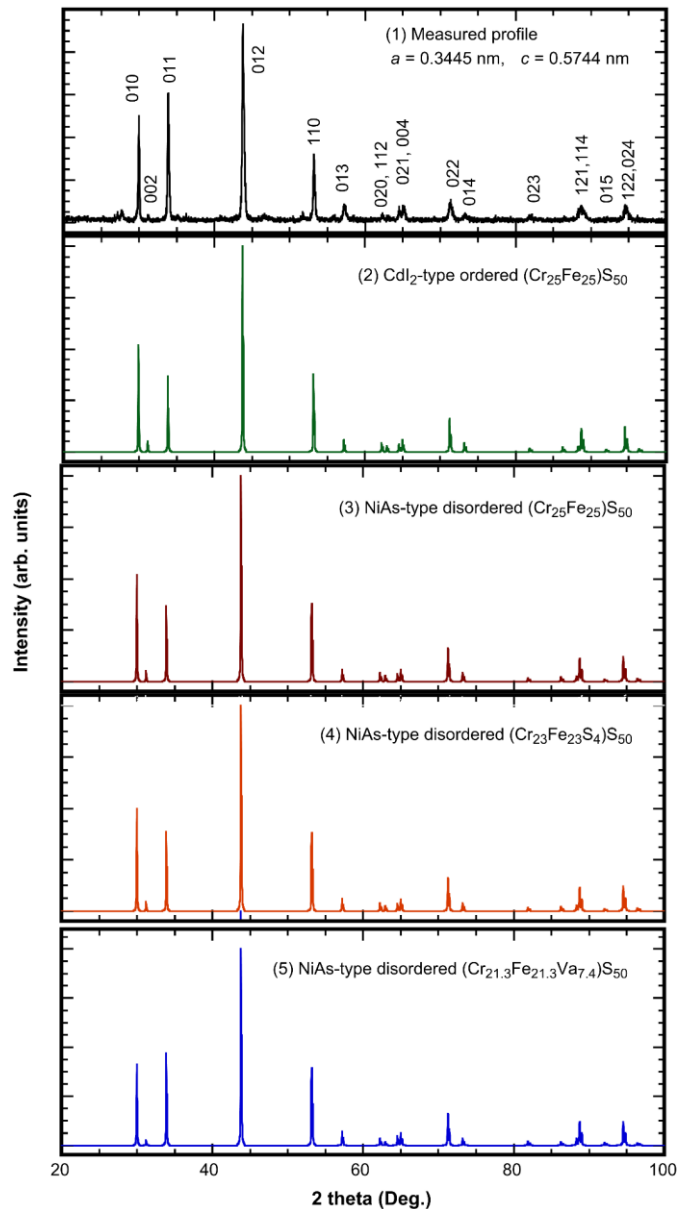 (1) Measured profile
a = 0.3445 nm, c = 0.5744 nm
010
002
011
012
110
013
020, 112
021, 004
022
014
023
121,114
015
122,024
(2) CdI₂-type ordered (Cr₂₅Fe₂₅)S₅₀
(3) NiAs-type disordered (Cr₂₅Fe₂₅)S₅₀
(4) NiAs-type disordered (Cr₂₃Fe₂₃S₄)S₅₀
(5) NiAs-type disordered (Cr₂₁.₃Fe₂₁.₃Va₇.₄)S₅₀
Intensity (arb. units)
20 40 60 80 100
2 theta (Deg.)